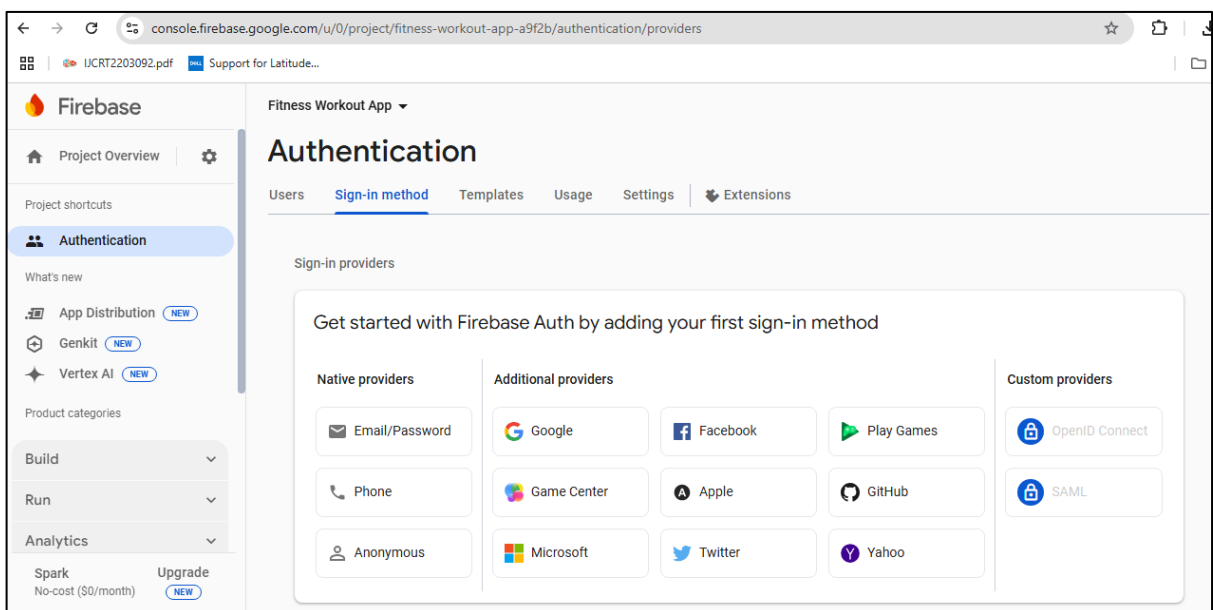 console.firebase.google.com/u/0/project/fitness-workout-app-a9f2b/authentication/providers
IJCRT2203092.pdf
DELL
Support for Latitude...
Firebase
Project Overview
Project shortcuts
Authentication
What's new
App Distribution NEW
Genkit NEW
Vertex AI NEW
Product categories
Build
Run
Analytics
Spark
No-cost ($0/month)
Upgrade
NEW
Fitness Workout App
Authentication
Users Sign-in method Templates Usage Settings Extensions
Sign-in providers
Get started with Firebase Auth by adding your first sign-in method
Native providers Additional providers Custom providers
Email/Password Google Facebook Play Games OpenID Connect
Phone Game Center Apple GitHub SAML
Anonymous Microsoft Twitter Yahoo